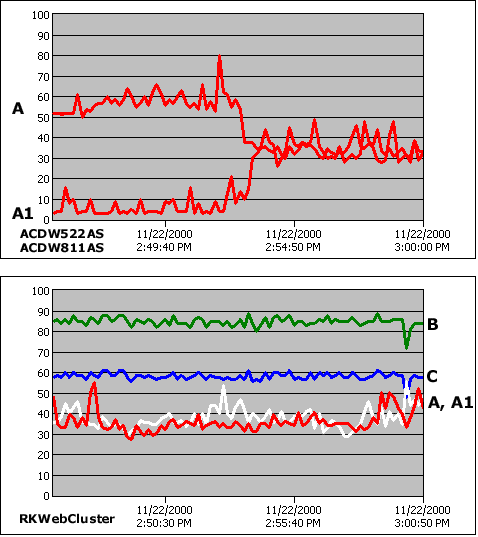 100
90
80
70
A 60
50
40
30
20
A1 10
0
ACDW522AS 11/22/2000 11/22/2000 11/22/2000
ACDW811AS 2:49:40 PM 2:54:50 PM 3:00:00 PM
100
90
80 B
70
60 C
50
40 A, A1
30
20
10
0
11/22/2000 11/22/2000 11/22/2000
RKWebCluster 2:50:30 PM 2:55:40 PM 3:00:50 PM